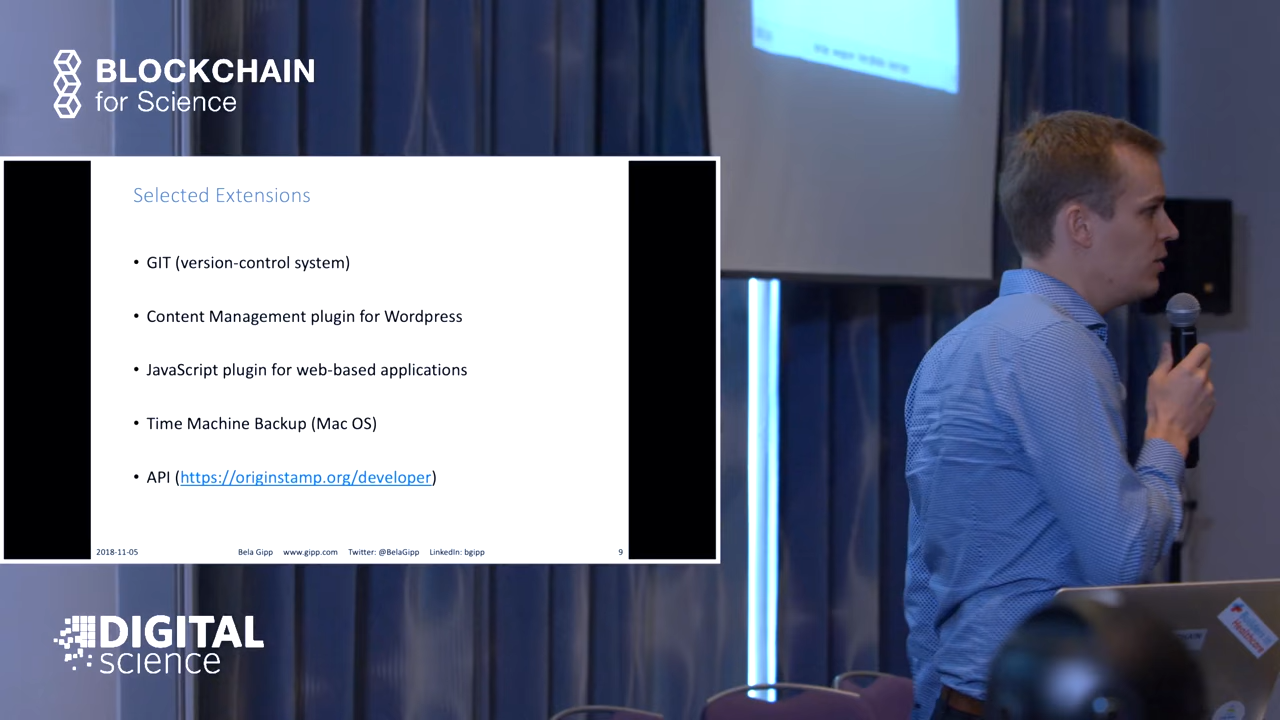 BLOCKCHAIN
for Science
Selected Extensions
• GIT (version-control system)
• Content Management plugin for Wordpress
• JavaScript plugin for web-based applications
• Time Machine Backup (Mac OS)
• API (https://originstamp.org/developer)
2018-11-05 Bela Gipp www.gipp.com Twitter: @BelaGipp LinkedIn: bgipp 9
DIGITAL
science
Healthcare